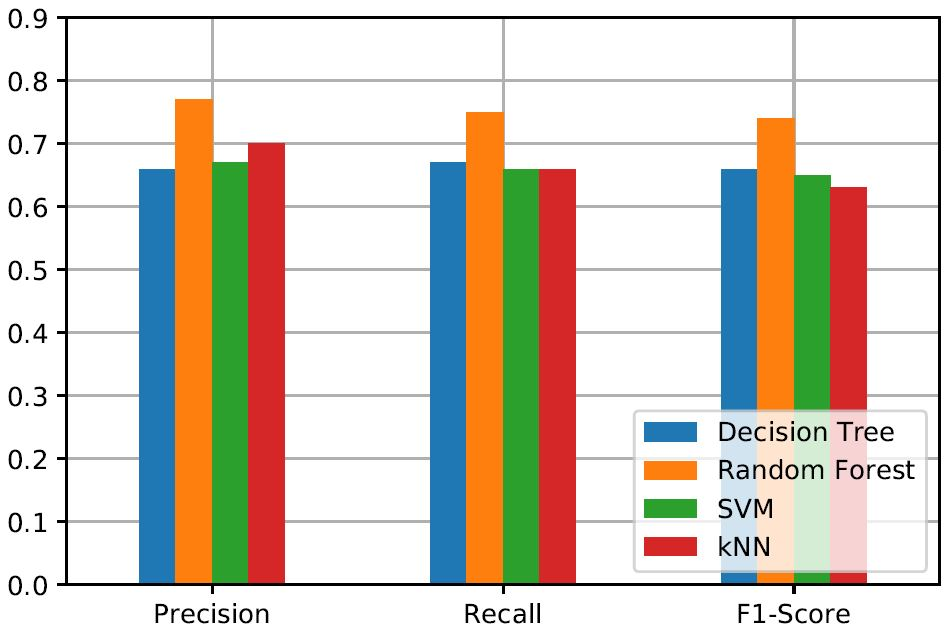 0.9
0.8
0.7
0.6
0.5
0.4
0.3
0.2
0.1
0.0
Decision Tree
Random Forest
SVM
kNN
Precision Recall F1-Score